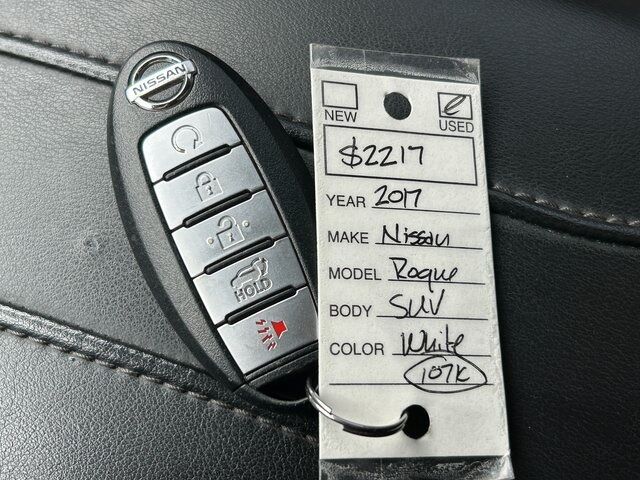 NISSAN
HOLD
NEW
USED
$2217
YEAR 2017
MAKE Nissan
MODEL Rogue
BODY SUV
COLOR White
107K